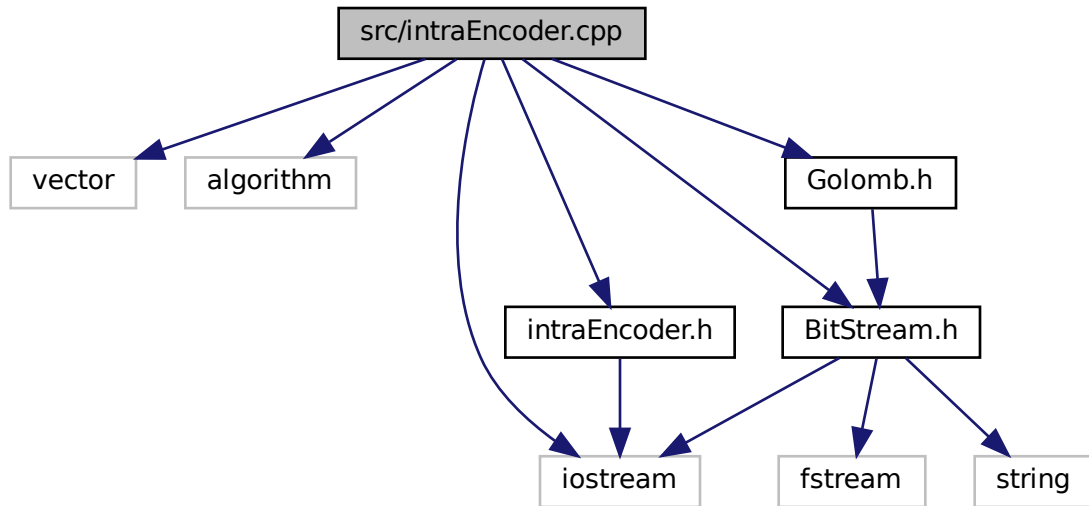 src/intraEncoder.cpp
vector
algorithm
Golomb.h
intraEncoder.h
BitStream.h
iostream
fstream
string